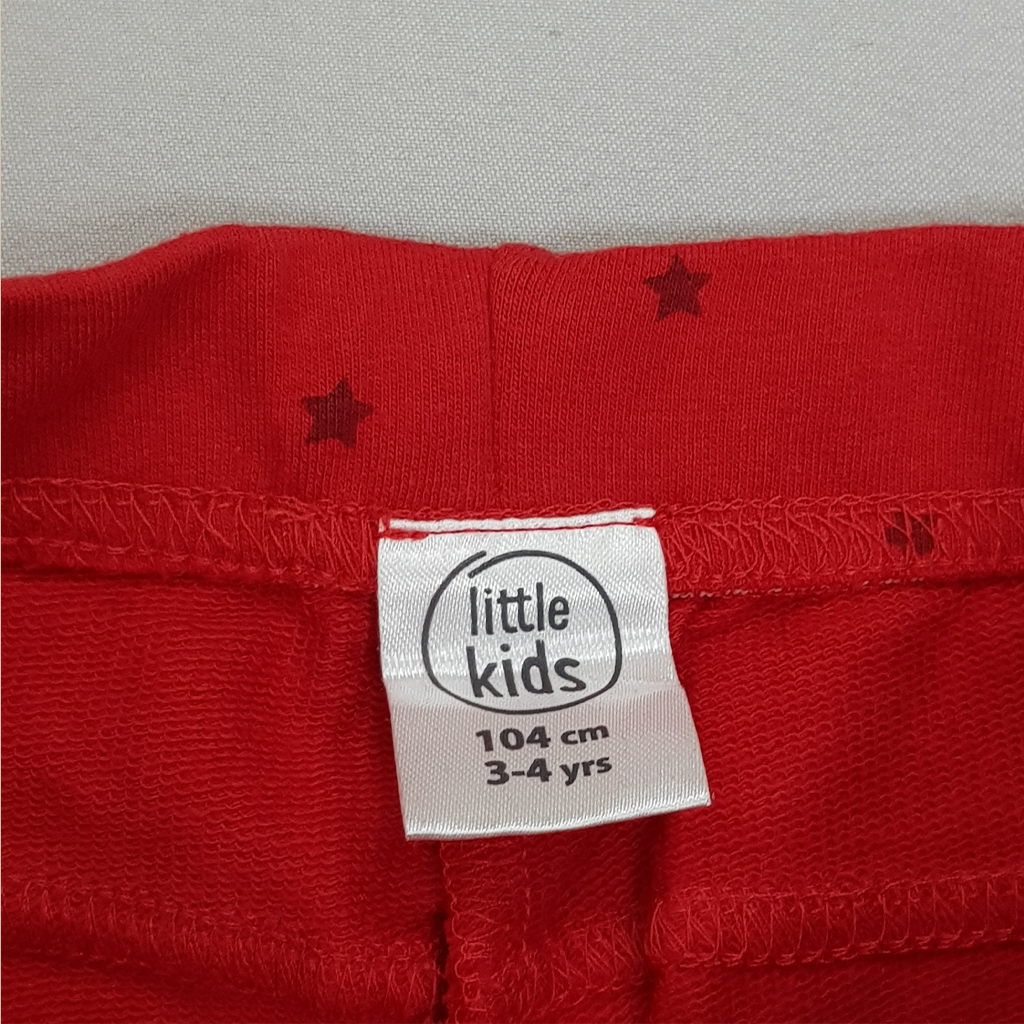 little
kids
104 cm
3-4 yrs